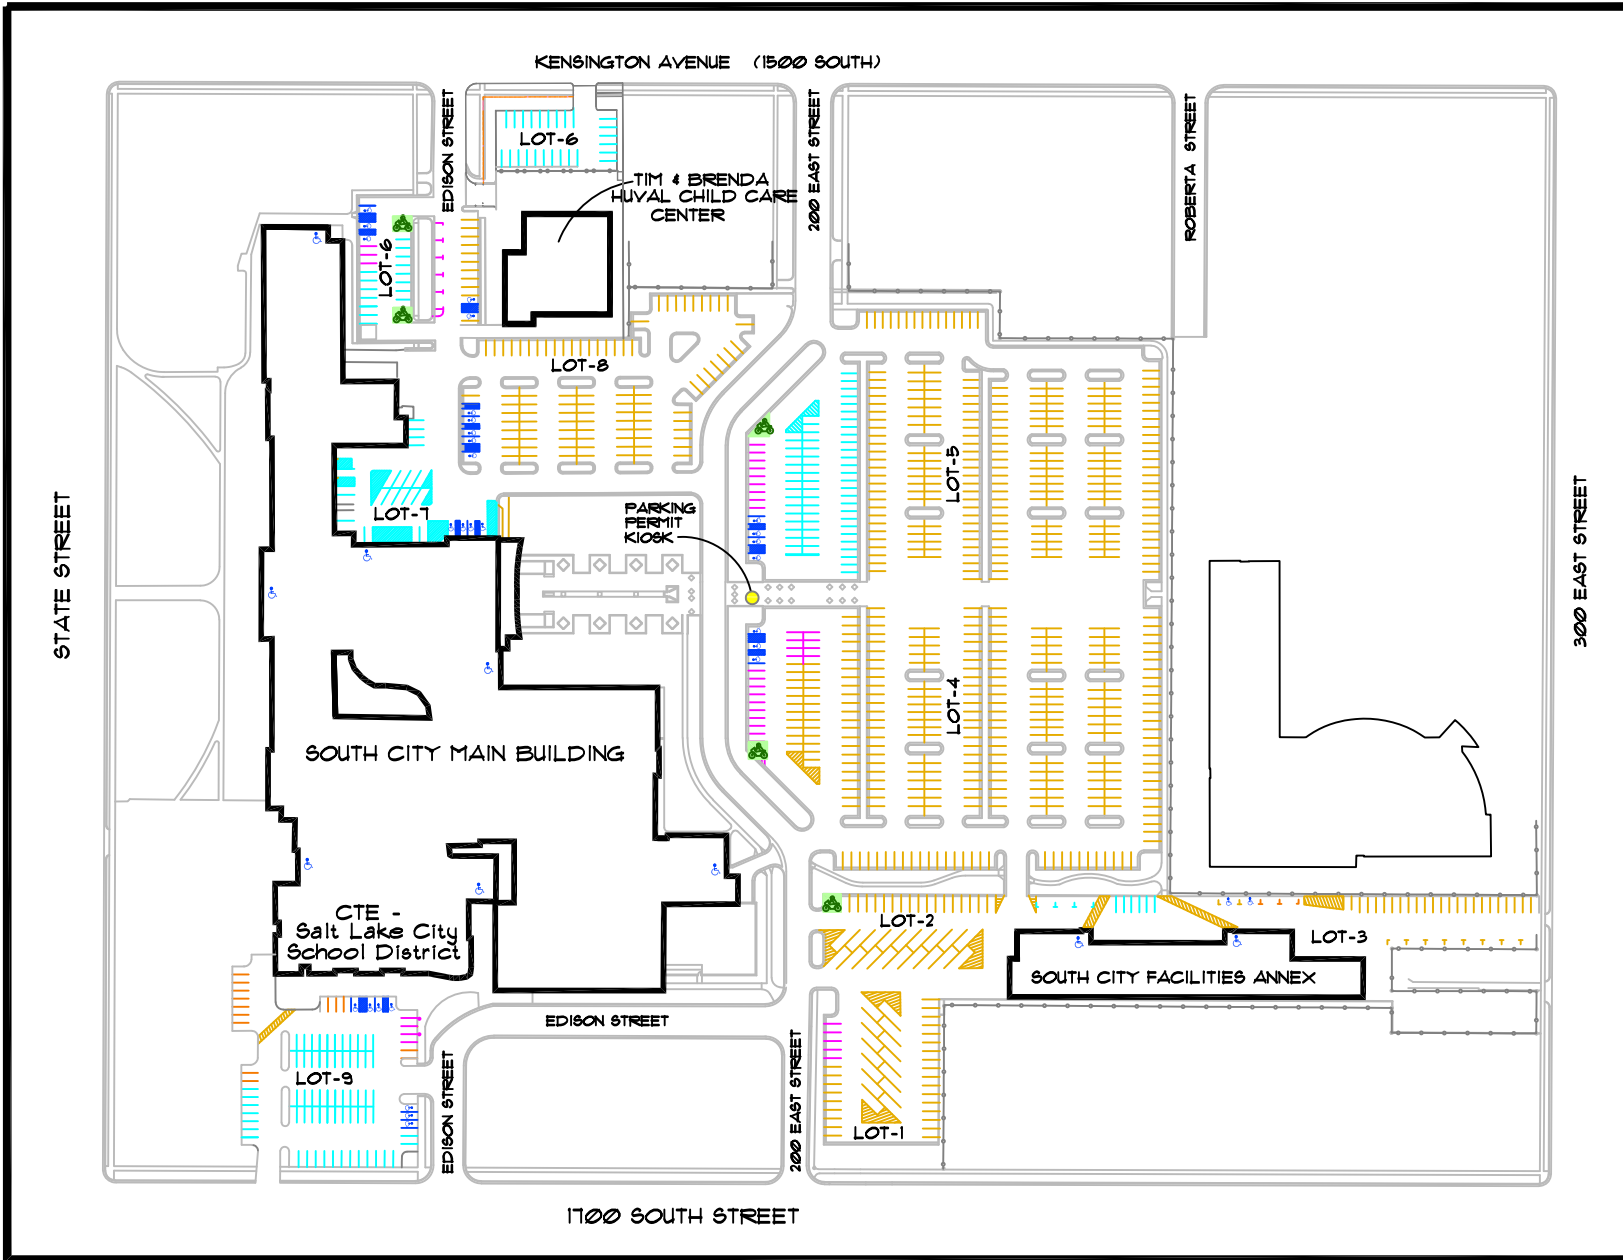 KENSINGTON AVENUE (1500 SOUTH)
EDISON STREET
200 EAST STREET
ROBERTA STREET
LOT-6
TIM & BRENDA
HUVAL CHILD CARE
CENTER
LOT-6
LOT-8
LOT-5
LOT-7
PARKING
PERMIT
KIOSK
STATE STREET
300 EAST STREET
LOT-4
SOUTH CITY MAIN BUILDING
CTE -
Salt Lake City
School District
LOT-2
LOT-3
SOUTH CITY FACILITIES ANNEX
EDISON STREET
LOT-9
EDISON STREET
200 EAST STREET
LOT-1
1700 SOUTH STREET